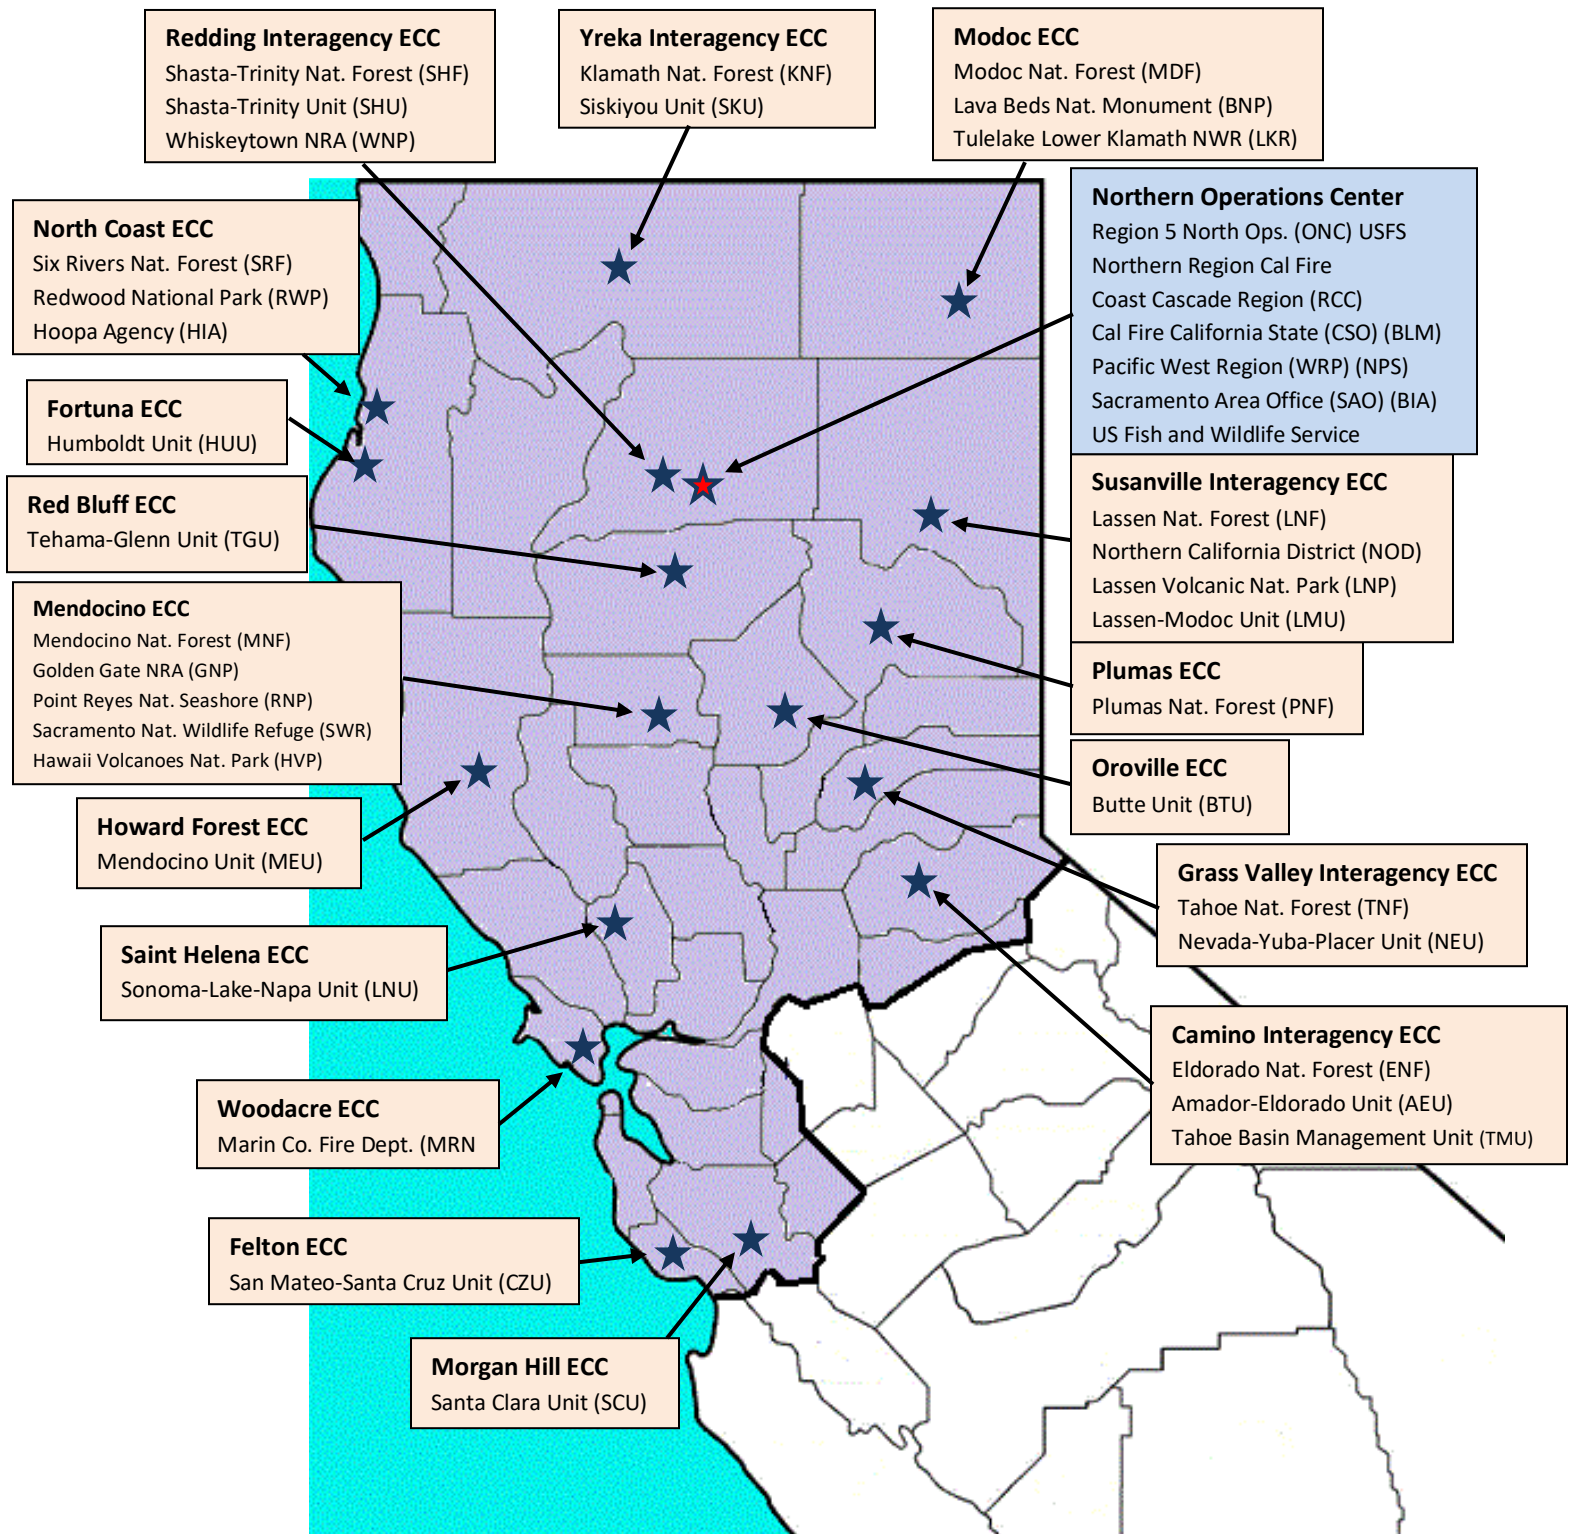 Redding Interagency ECC
Shasta-Trinity Nat. Forest (SHF)
Shasta-Trinity Unit (SHU)
Whiskeytown NRA (WNP)
Yreka Interagency ECC
Klamath Nat. Forest (KNF)
Siskiyou Unit (SKU)
Modoc ECC
Modoc Nat. Forest (MDF)
Lava Beds Nat. Monument (BNP)
Tulelake Lower Klamath NWR (LKR)
Northern Operations Center
Region 5 North Ops. (ONC) USFS
Northern Region Cal Fire
Coast Cascade Region (RCC)
Cal Fire California State (CSO) (BLM)
Pacific West Region (WRP) (NPS)
Sacramento Area Office (SAO) (BIA)
US Fish and Wildlife Service
North Coast ECC
Six Rivers Nat. Forest (SRF)
Redwood National Park (RWP)
Hoopa Agency (HIA)
Fortuna ECC
Humboldt Unit (HUU)
Red Bluff ECC
Tehama-Glenn Unit (TGU)
Susanville Interagency ECC
Lassen Nat. Forest (LNF)
Northern California District (NOD)
Lassen Volcanic Nat. Park (LNP)
Lassen-Modoc Unit (LMU)
Mendocino ECC
Mendocino Nat. Forest (MNF)
Golden Gate NRA (GNP)
Point Reyes Nat. Seashore (RNP)
Sacramento Nat. Wildlife Refuge (SWR)
Hawaii Volcanoes Nat. Park (HVP)
Plumas ECC
Plumas Nat. Forest (PNF)
Oroville ECC
Butte Unit (BTU)
Howard Forest ECC
Mendocino Unit (MEU)
Grass Valley Interagency ECC
Tahoe Nat. Forest (TNF)
Nevada-Yuba-Placer Unit (NEU)
Saint Helena ECC
Sonoma-Lake-Napa Unit (LNU)
Camino Interagency ECC
Eldorado Nat. Forest (ENF)
Amador-Eldorado Unit (AEU)
Tahoe Basin Management Unit (TMU)
Woodacre ECC
Marin Co. Fire Dept. (MRN
Felton ECC
San Mateo-Santa Cruz Unit (CZU)
Morgan Hill ECC
Santa Clara Unit (SCU)